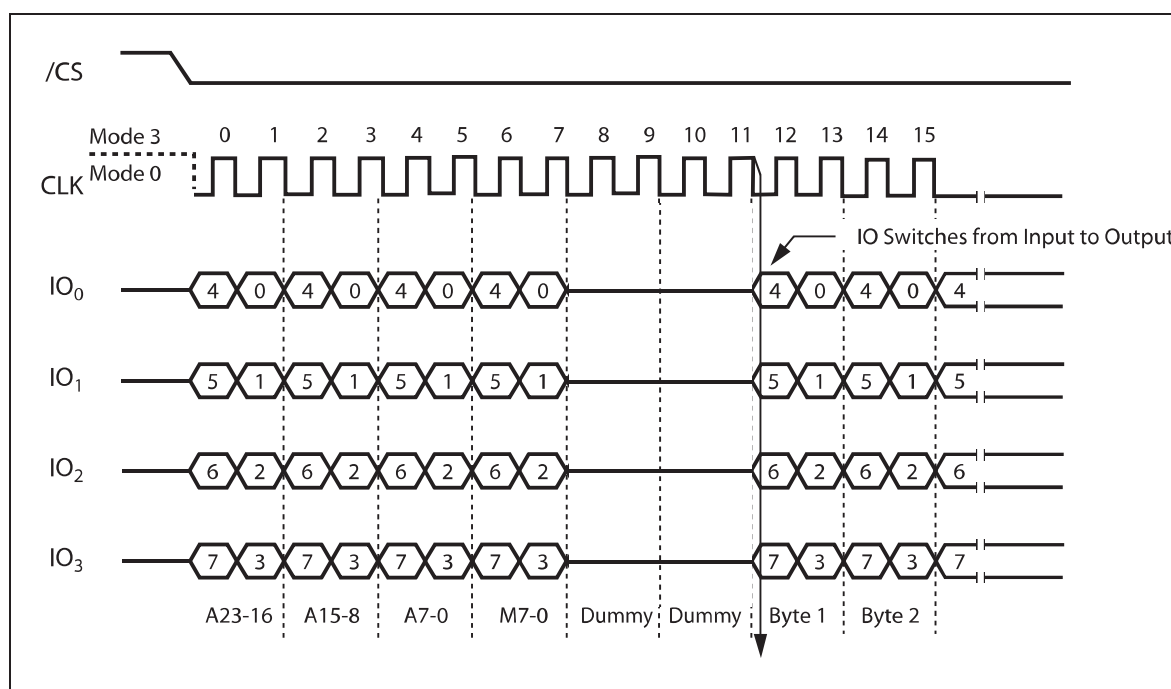 /CS
Mode 3
0 1 2 3 4 5 6 7 8 9 10 11 12 13 14 15
CLK Mode 0
IO Switches from Input to Output
IO0 4 0 4 0 4 0 4 0 4 0 4 0 4
IO1 5 1 5 1 5 1 5 1 5 1 5 1 5
IO2 6 2 6 2 6 2 6 2 6 2 6 2 6
IO3 7 3 7 3 7 3 7 3 7 3 7 3 7
A23-16 A15-8 A7-0 M7-0 Dummy Dummy Byte 1 Byte 2